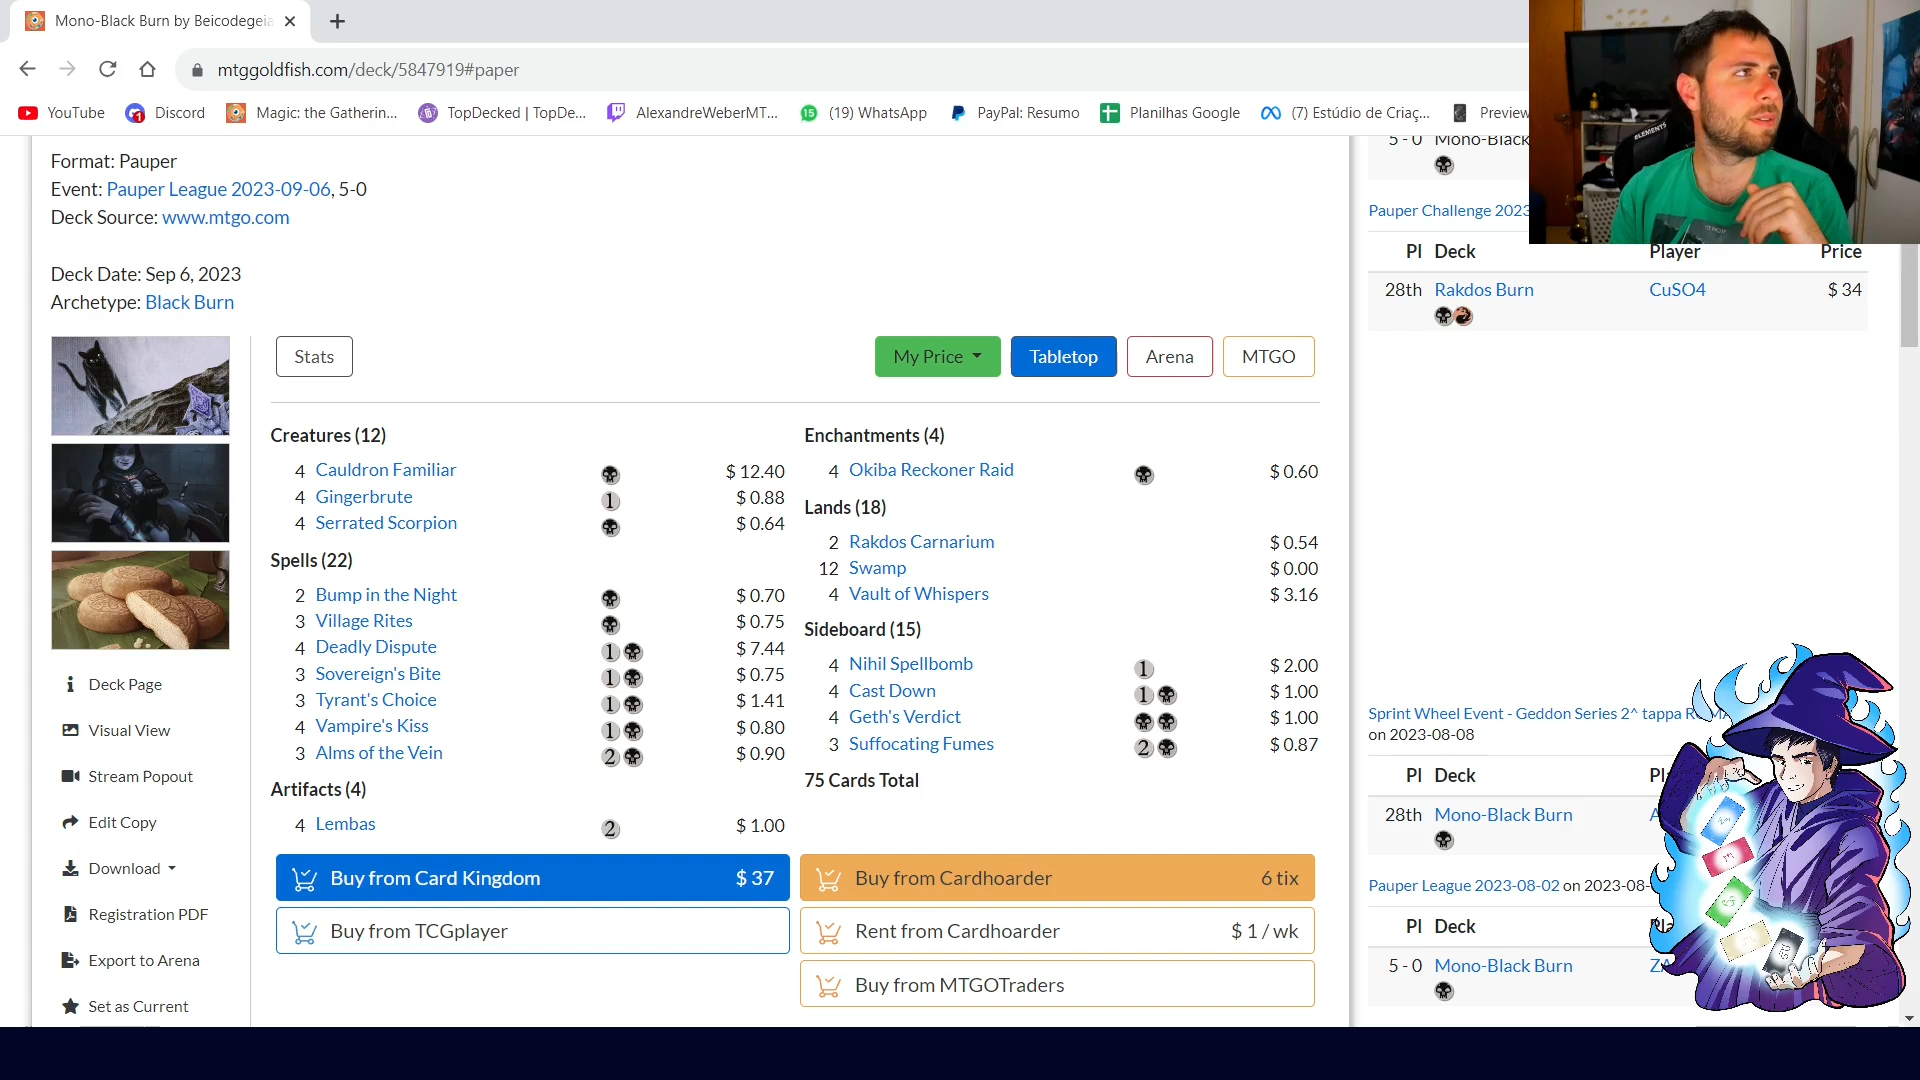 Mono-Black Burn by Beicodegeia
mtggoldfish.com/deck/5847919#paper
YouTube
Discord
Magic: the Gatherin...
TopDecked | TopDe...
AlexandreWeberMT...
(19) WhatsApp
PayPal: Resumo
Planilhas Google
(7) Estúdio de Criaç...
Preview
Format: Pauper
Event: Pauper League 2023-09-06, 5-0
Deck Source: www.mtgo.com
Deck Date: Sep 6, 2023
Archetype: Black Burn
Stats
My Price
Tabletop
Arena
MTGO
Creatures (12)
4 Cauldron Familiar $ 12.40
4 Gingerbrute 1 $ 0.88
4 Serrated Scorpion $ 0.64
Spells (22)
2 Bump in the Night $ 0.70
3 Village Rites $ 0.75
4 Deadly Dispute 1 $ 7.44
3 Sovereign's Bite 1 $ 0.75
3 Tyrant's Choice 1 $ 1.41
4 Vampire's Kiss 1 $ 0.80
3 Alms of the Vein 2 $ 0.90
Artifacts (4)
4 Lembas 2 $ 1.00
Enchantments (4)
4 Okiba Reckoner Raid $ 0.60
Lands (18)
2 Rakdos Carnarium $ 0.54
12 Swamp $ 0.00
4 Vault of Whispers $ 3.16
Sideboard (15)
4 Nihil Spellbomb 1 $ 2.00
4 Cast Down 1 $ 1.00
4 Geth's Verdict $ 1.00
3 Suffocating Fumes 2 $ 0.87
75 Cards Total
Buy from Card Kingdom $ 37
Buy from TCGplayer
Buy from Cardhoarder 6 tix
Rent from Cardhoarder $ 1 / wk
Buy from MTGOTraders
Deck Page
Visual View
Stream Popout
Edit Copy
Download
Registration PDF
Export to Arena
Set as Current
5 - 0 Mono-Black
Pauper Challenge 2023
Pl Deck Player Price
28th Rakdos Burn CuSO4 $ 34
Sprint Wheel Event - Geddon Series 2^ tappa
on 2023-08-08
Pl Deck
28th Mono-Black Burn
Pauper League 2023-08-02 on 2023-08-
Pl Deck
5 - 0 Mono-Black Burn
ELEMENTS